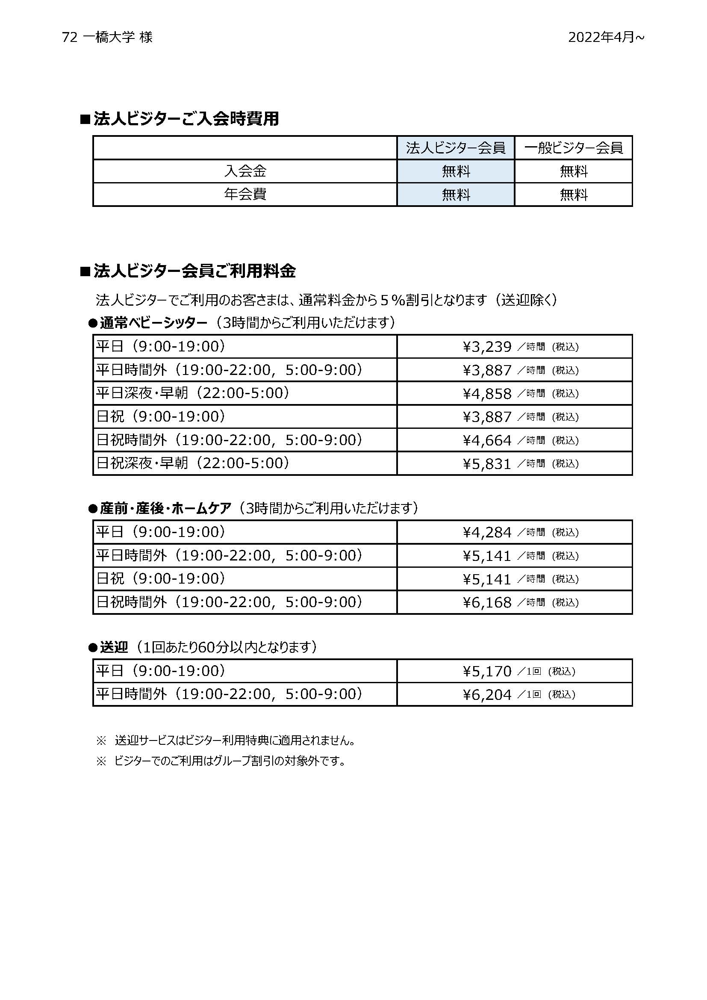 72 一橋大学 様 2022年4月~
■法人ビジターご入会時費用
法人ビジター会員 一般ビジター会員
入会金 無料 無料
年会費 無料 無料
■法人ビジター会員ご利用料金
法人ビジターでご利用のお客さまは、通常料金から５%割引となります（送迎除く）
●通常ベビーシッター（3時間からご利用いただけます）
平日（9:00-19:00） ¥3,239 ／時間 (税込)
平日時間外（19:00-22:00，5:00-9:00） ¥3,887 ／時間 (税込)
平日深夜・早朝（22:00-5:00） ¥4,858 ／時間 (税込)
日祝（9:00-19:00） ¥3,887 ／時間 (税込)
日祝時間外（19:00-22:00，5:00-9:00） ¥4,664 ／時間 (税込)
日祝深夜・早朝（22:00-5:00） ¥5,831 ／時間 (税込)
●産前・産後・ホームケア（3時間からご利用いただけます）
平日（9:00-19:00） ¥4,284 ／時間 (税込)
平日時間外（19:00-22:00，5:00-9:00） ¥5,141 ／時間 (税込)
日祝（9:00-19:00） ¥5,141 ／時間 (税込)
日祝時間外（19:00-22:00，5:00-9:00） ¥6,168 ／時間 (税込)
●送迎（1回あたり60分以内となります）
平日（9:00-19:00） ¥5,170 ／1回 (税込)
平日時間外（19:00-22:00，5:00-9:00） ¥6,204 ／1回 (税込)
※ 送迎サービスはビジター利用特典に適用されません。
※ ビジターでのご利用はグループ割引の対象外です。